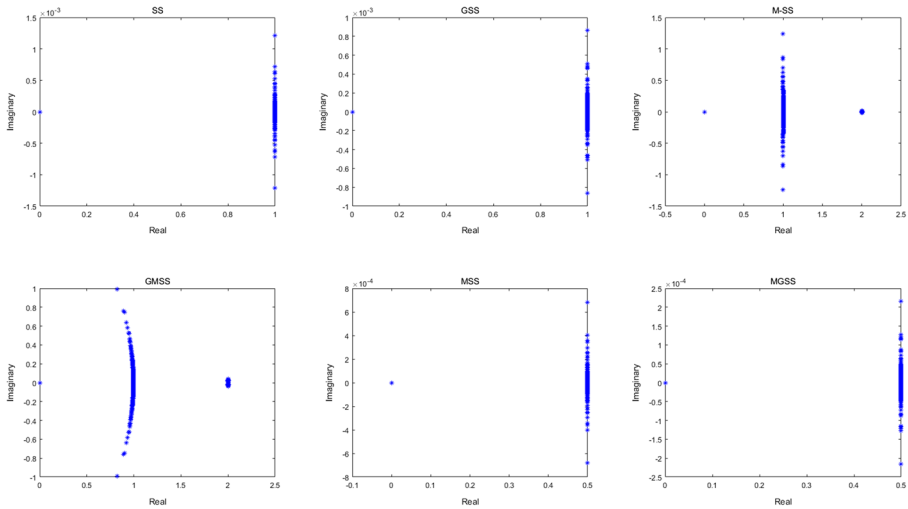 SS
×10⁻³
1.5
1
0.5
0
-0.5
-1
-1.5
0 0.2 0.4 0.6 0.8 1
Real
Imaginary
GSS
×10⁻³
1
0.8
0.6
0.4
0.2
0
-0.2
-0.4
-0.6
-0.8
-1
0 0.2 0.4 0.6 0.8 1
Real
Imaginary
M-SS
1.5
1
0.5
0
-0.5
-1
-1.5
-0.5 0 0.5 1 1.5 2 2.5
Real
Imaginary
GMSS
1
0.8
0.6
0.4
0.2
0
-0.2
-0.4
-0.6
-0.8
-1
0 0.5 1 1.5 2 2.5
Real
Imaginary
MSS
×10⁻⁴
8
6
4
2
0
-2
-4
-6
-8
-0.1 0 0.1 0.2 0.3 0.4 0.5
Real
Imaginary
MGSS
×10⁻⁴
2.5
2
1.5
1
0.5
0
-0.5
-1
-1.5
-2
-2.5
0 0.1 0.2 0.3 0.4 0.5
Real
Imaginary